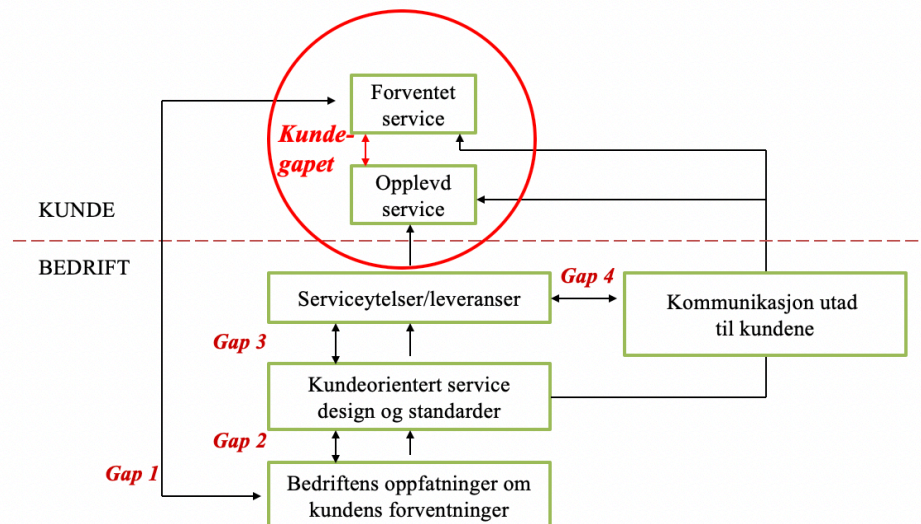 Forventet
service
Kunde-
gapet
Opplevd
service
KUNDE
BEDRIFT
Gap 4
Serviceytelser/leveranser
Kommunikasjon utad
til kundene
Gap 3
Kundeorientert service
design og standarder
Gap 2
Gap 1
Bedriftens oppfatninger om
kundens forventninger